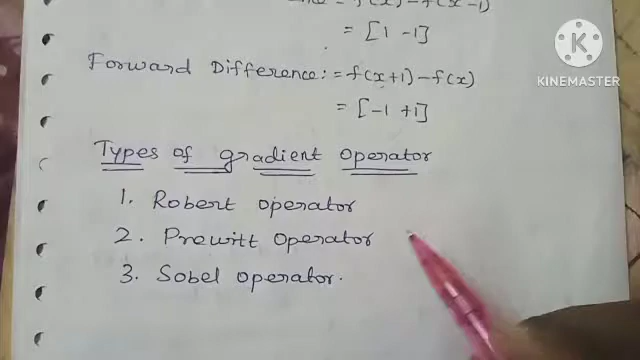 = f(x) - f(x-1)
= [1 -1]
Forward Difference: = f(x+1) - f(x)
= [-1 +1]
Types of gradient operator
1. Robert operator
2. Prewitt operator
3. Sobel operator.
K
KINEMASTER